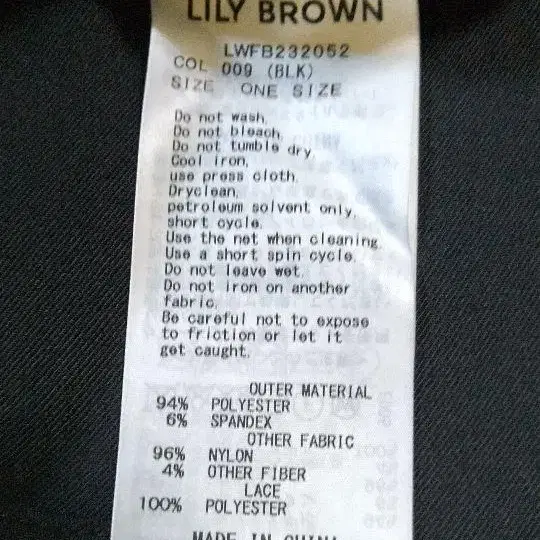 LILY BROWN
LWFB232052
COL 009 (BLK)
SIZE ONE SIZE
Do not wash.
Do not bleach.
Do not tumble dry.
Cool iron,
use press cloth.
Dryclean,
petroleum solvent only,
short cycle.
Use the net when cleaning.
Use a short spin cycle.
Do not leave wet.
Do not iron on another
fabric.
Be careful not to expose
to friction or let it
get caught.
OUTER MATERIAL
94% POLYESTER
6% SPANDEX
OTHER FABRIC
96% NYLON
4% OTHER FIBER
LACE
100% POLYESTER
MADE IN CHINA